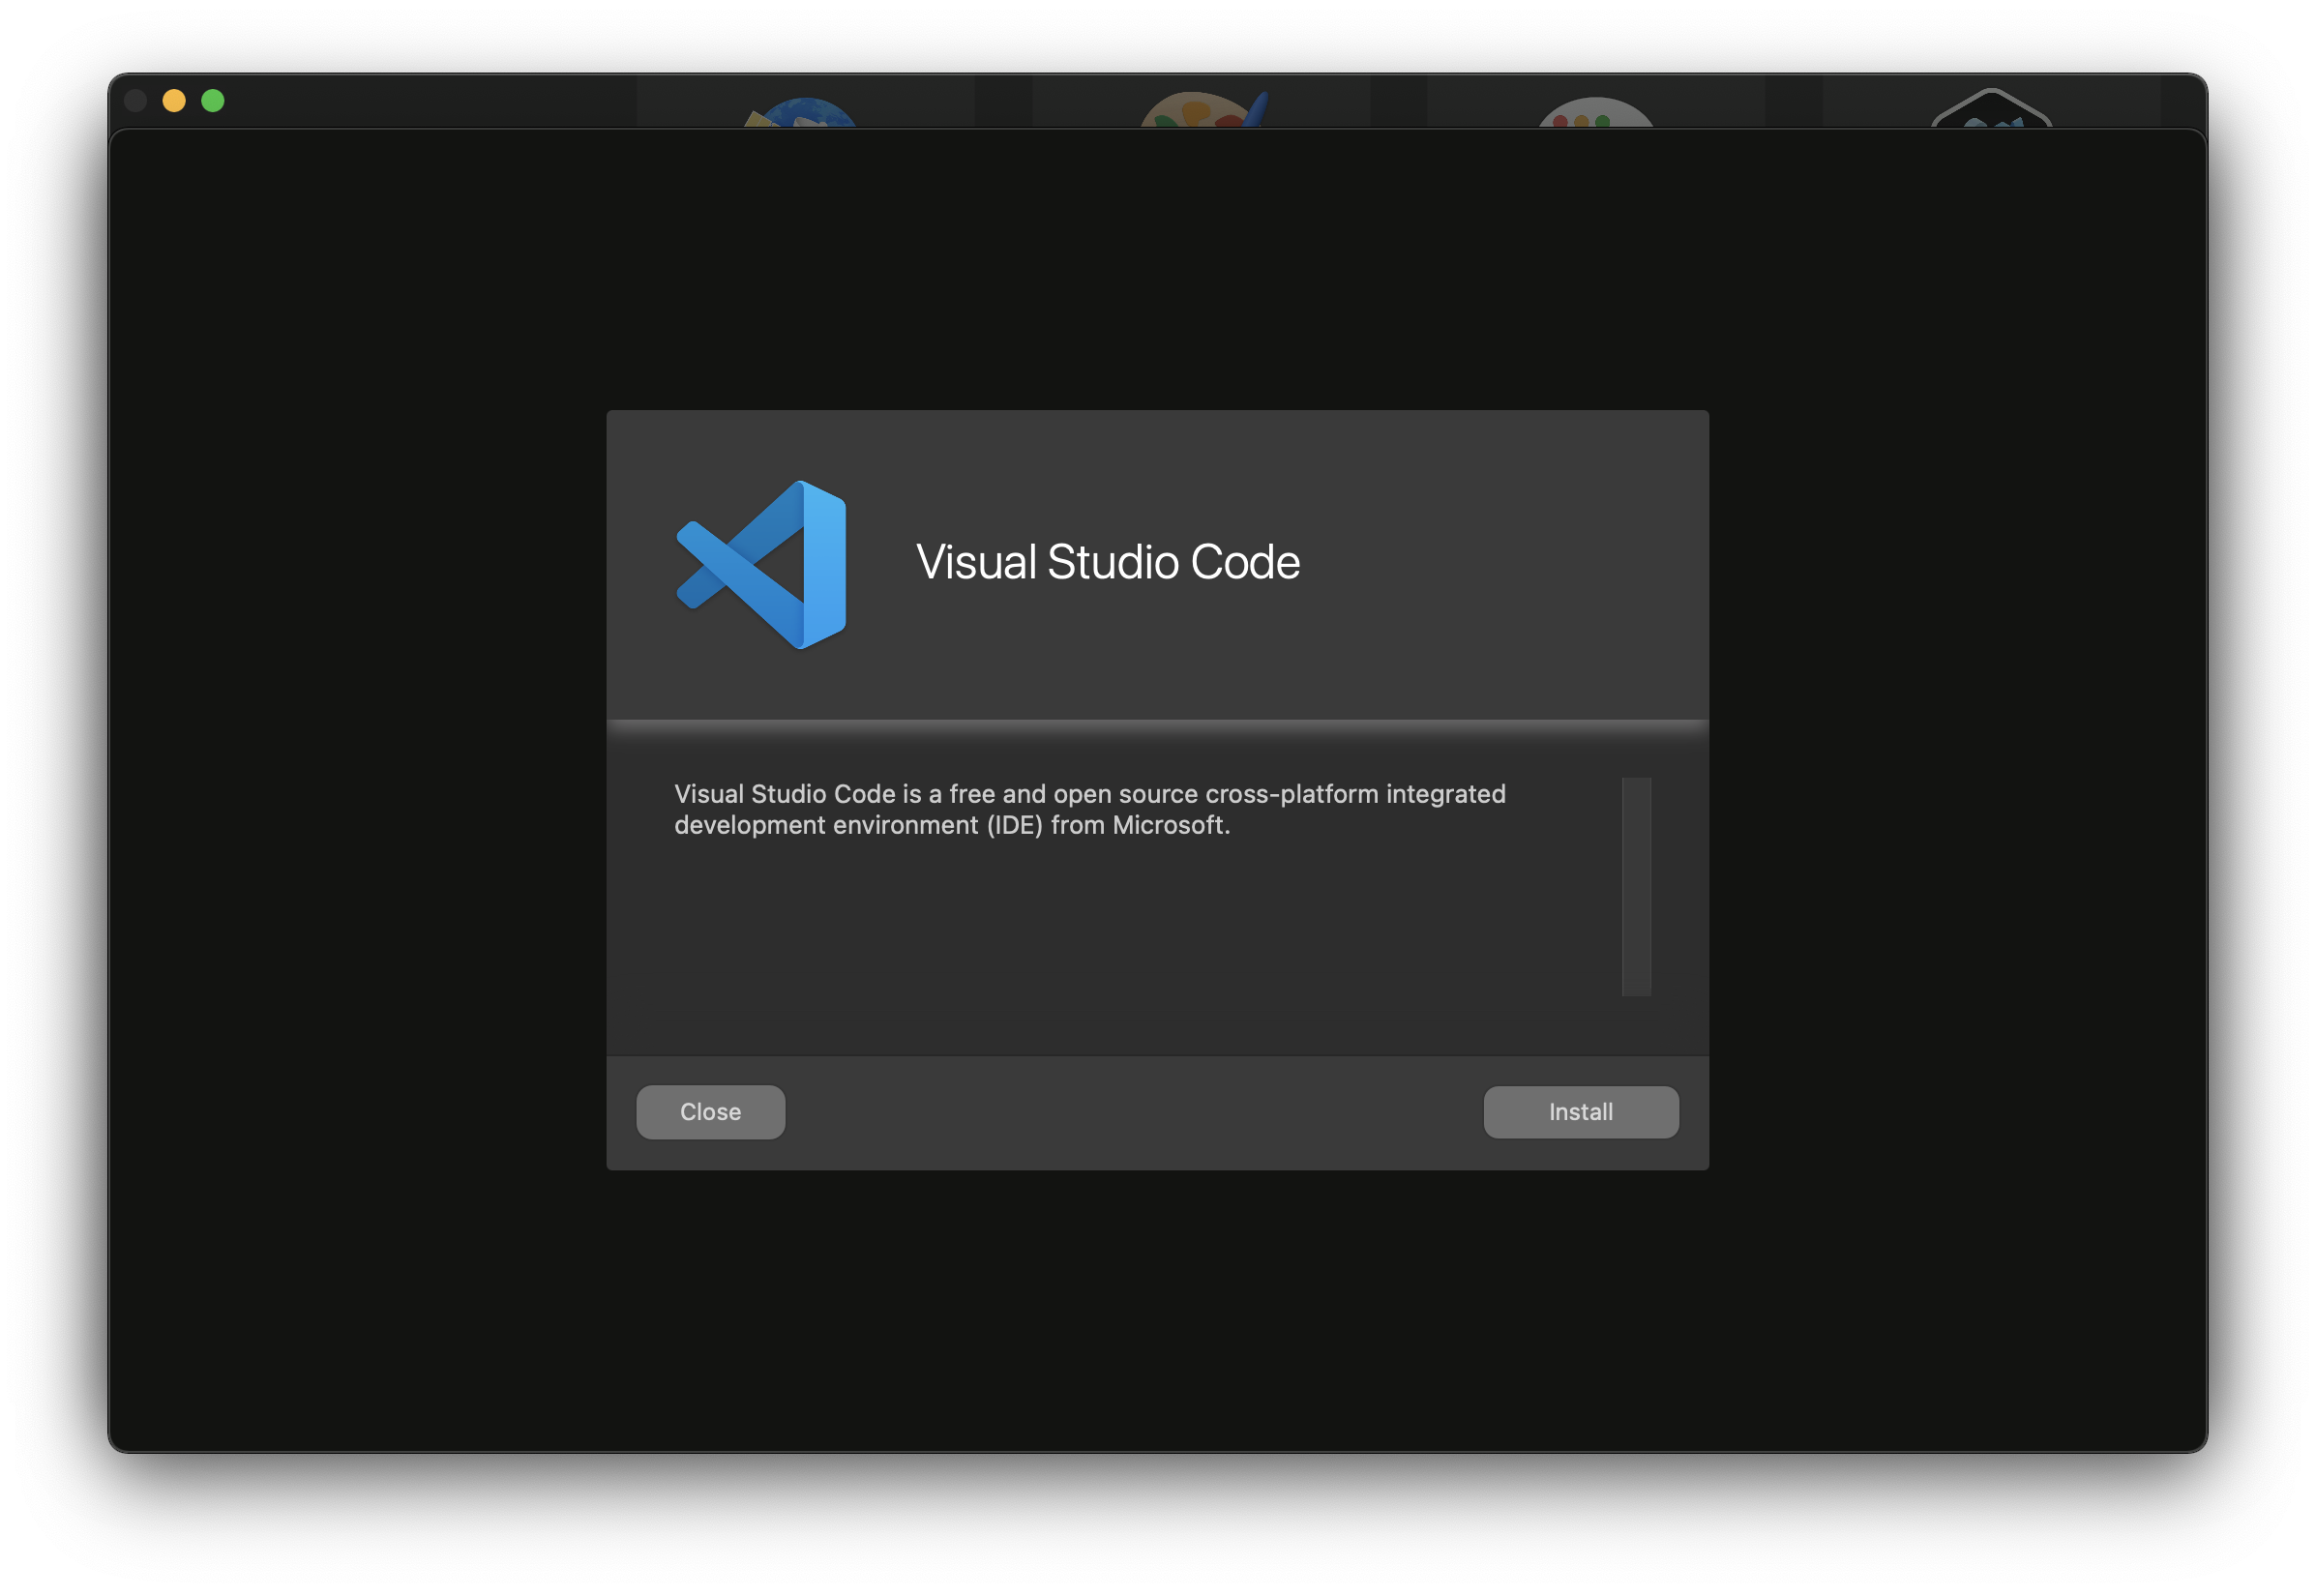 Visual Studio Code
Visual Studio Code is a free and open source cross-platform integrated
development environment (IDE) from Microsoft.
Close
Install